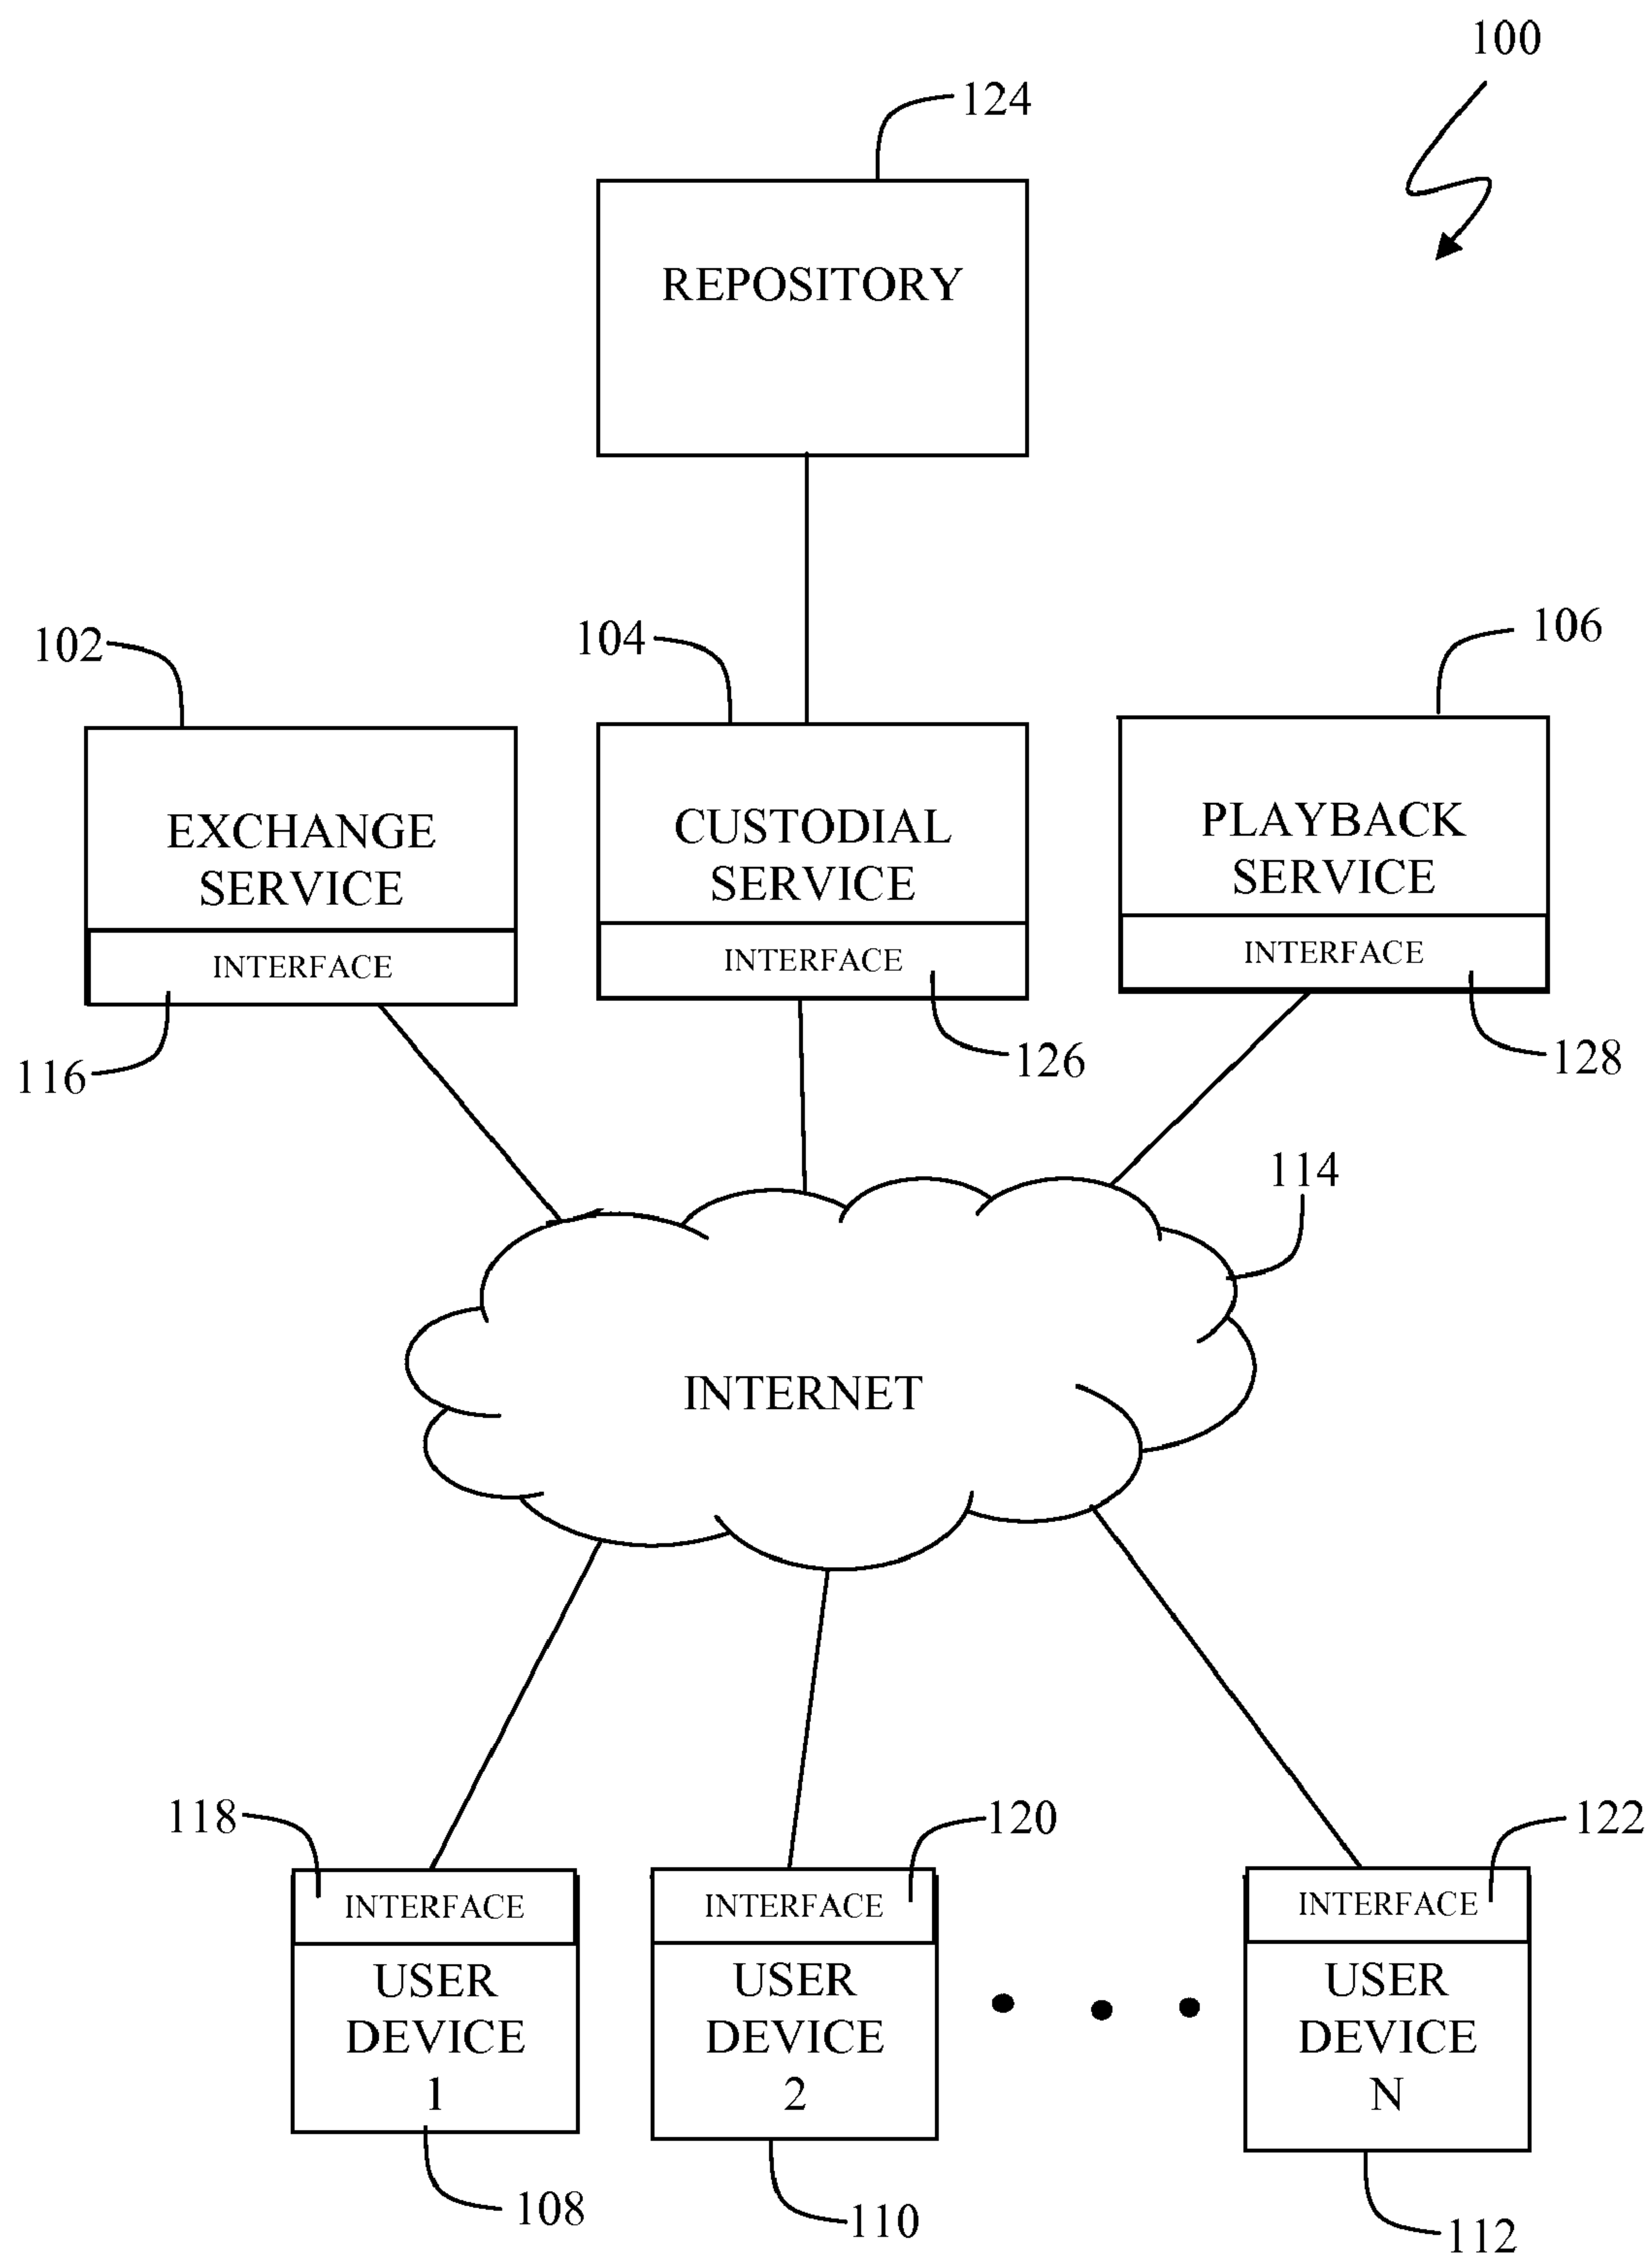 100
124
REPOSITORY
102
104
106
EXCHANGE
SERVICE
INTERFACE
CUSTODIAL
SERVICE
INTERFACE
PLAYBACK
SERVICE
INTERFACE
116
126
128
114
INTERNET
118
120
122
INTERFACE
USER
DEVICE
1
INTERFACE
USER
DEVICE
2
INTERFACE
USER
DEVICE
N
108
110
112